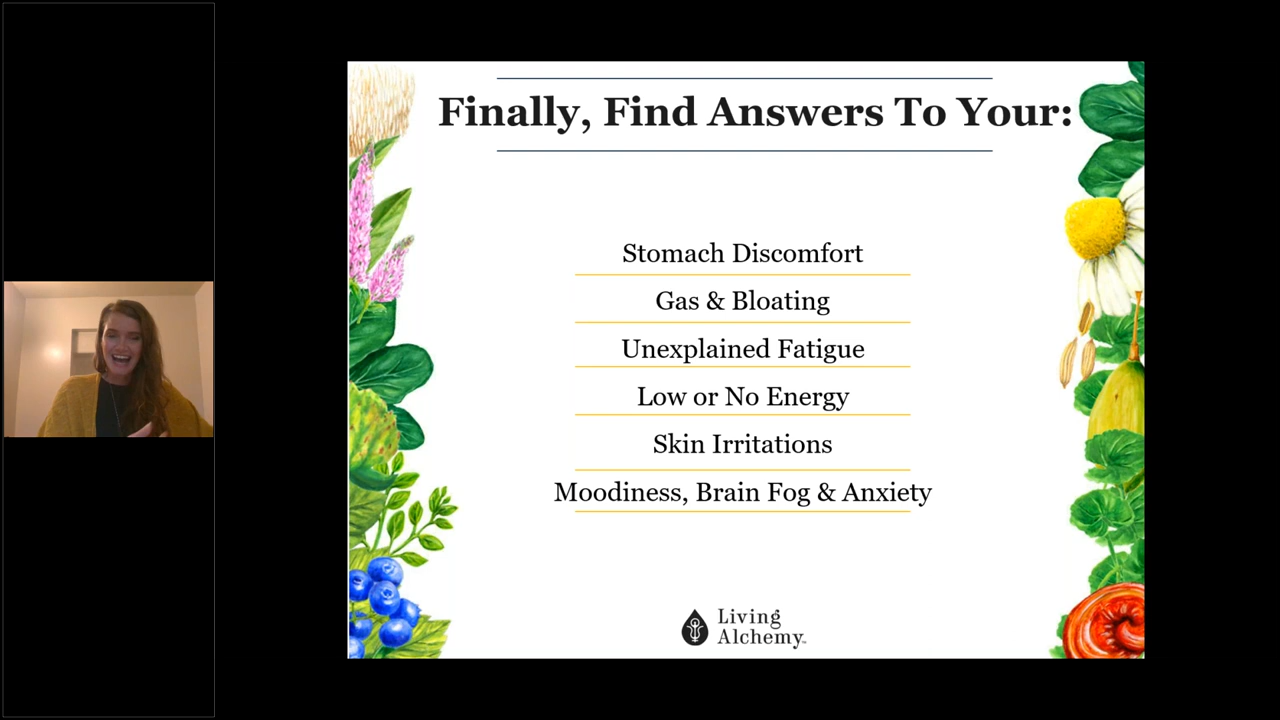 Finally, Find Answers To Your:
Stomach Discomfort
Gas & Bloating
Unexplained Fatigue
Low or No Energy
Skin Irritations
Moodiness, Brain Fog & Anxiety
Living
Alchemy™